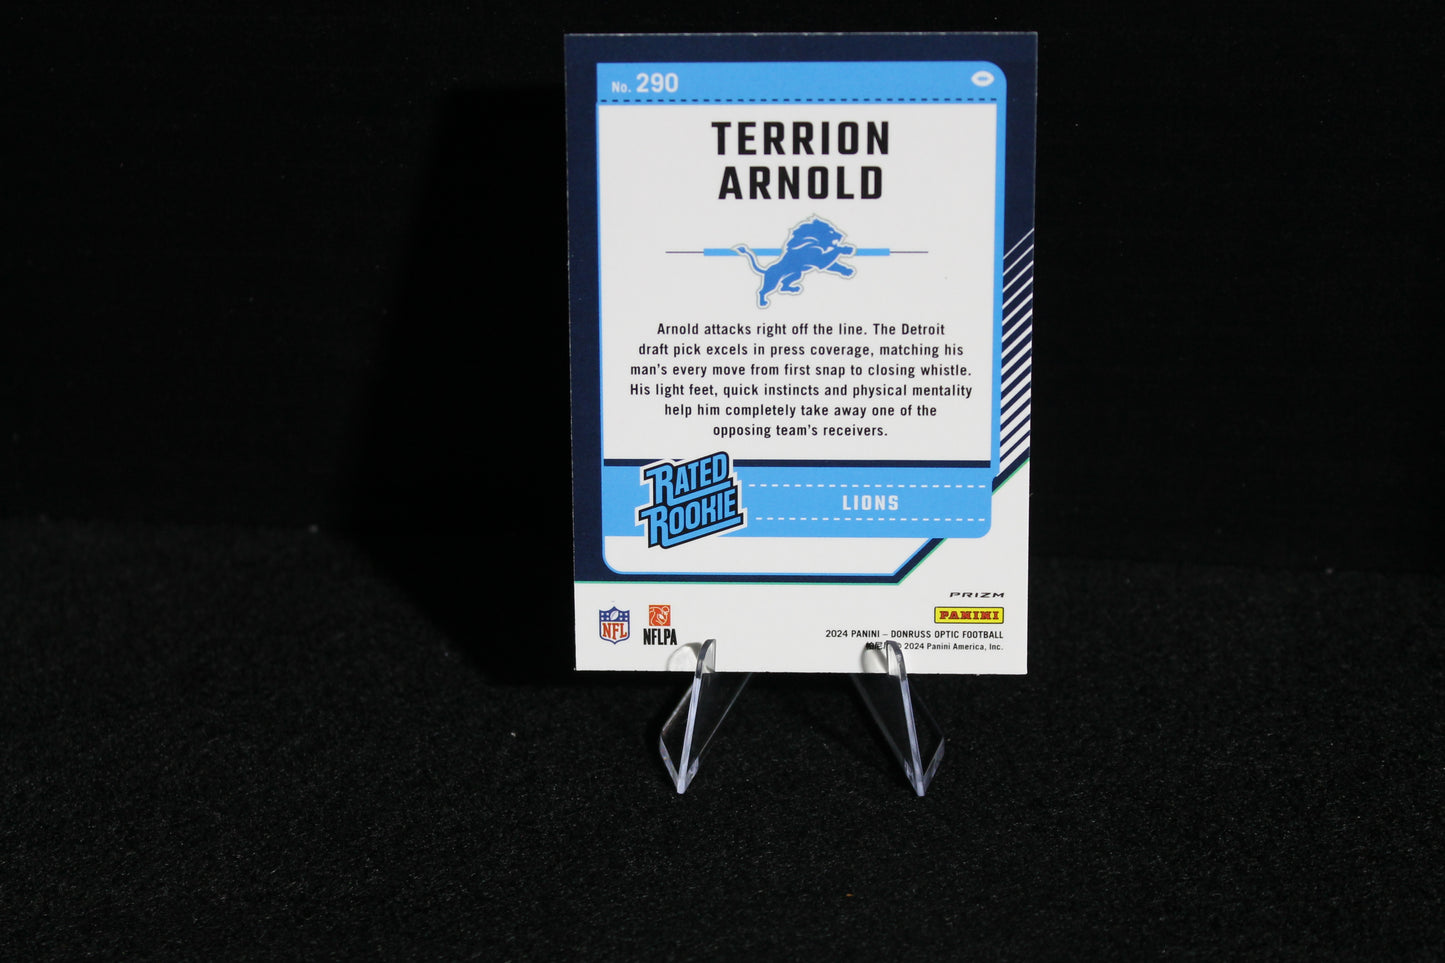 No. 290
TERRION
ARNOLD
Arnold attacks right off the line. The Detroit
draft pick excels in press coverage, matching his
man's every move from first snap to closing whistle.
His light feet, quick instincts and physical mentality
help him completely take away one of the
opposing team's receivers.
RATED
ROOKIE
LIONS
PRIZM
PANINI
NFL
NFLPA
2024 PANINI – DONRUSS OPTIC FOOTBALL
© 2024 Panini America, Inc.